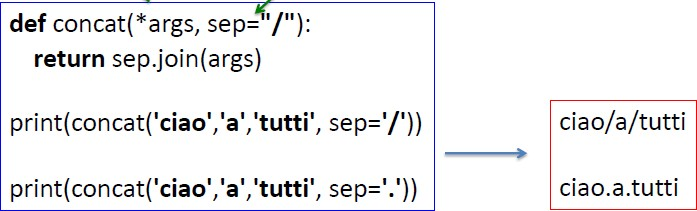 def concat(*args, sep="/"):
return sep.join(args)
print(concat('ciao','a','tutti', sep='/'))
print(concat('ciao','a','tutti', sep='.'))
ciao/a/tutti
ciao.a.tutti